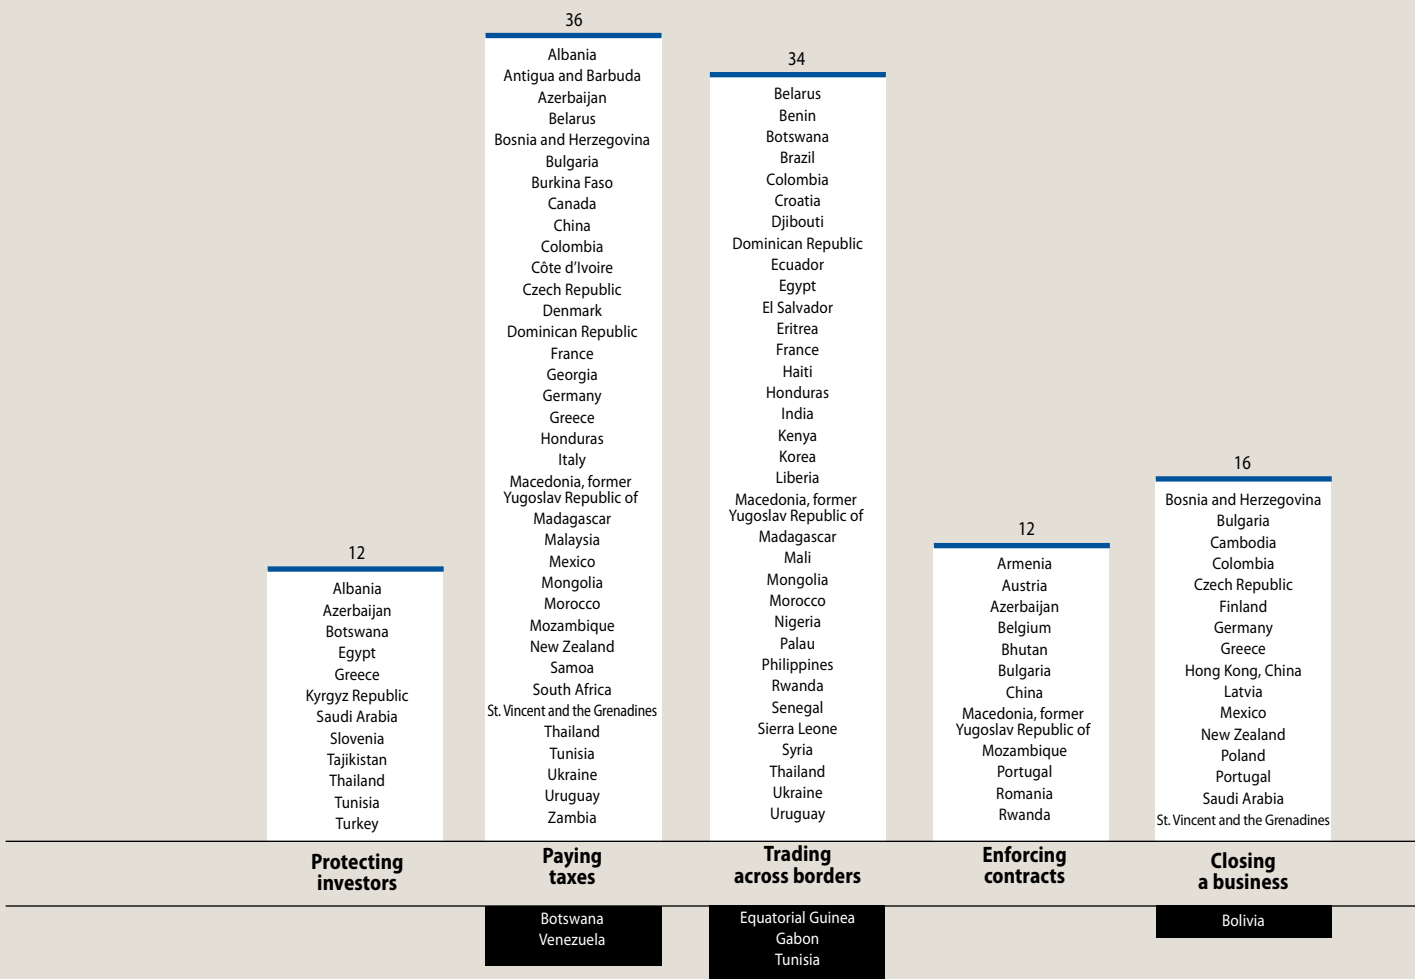 12
Albania
Azerbaijan
Botswana
Egypt
Greece
Kyrgyz Republic
Saudi Arabia
Slovenia
Tajikistan
Thailand
Tunisia
Turkey
Protecting
investors
36
Albania
Antigua and Barbuda
Azerbaijan
Belarus
Bosnia and Herzegovina
Bulgaria
Burkina Faso
Canada
China
Colombia
Côte d’Ivoire
Czech Republic
Denmark
Dominican Republic
France
Georgia
Germany
Greece
Honduras
Italy
Macedonia, former
Yugoslav Republic of
Madagascar
Malaysia
Mexico
Mongolia
Morocco
Mozambique
New Zealand
Samoa
South Africa
St. Vincent and the Grenadines
Thailand
Tunisia
Ukraine
Uruguay
Zambia
Paying
taxes
Botswana
Venezuela
34
Belarus
Benin
Botswana
Brazil
Colombia
Croatia
Djibouti
Dominican Republic
Ecuador
Egypt
El Salvador
Eritrea
France
Haiti
Honduras
India
Kenya
Korea
Liberia
Macedonia, former
Yugoslav Republic of
Madagascar
Mali
Mongolia
Morocco
Nigeria
Palau
Philippines
Rwanda
Senegal
Sierra Leone
Syria
Thailand
Ukraine
Uruguay
Trading
across borders
Equatorial Guinea
Gabon
Tunisia
12
Armenia
Austria
Azerbaijan
Belgium
Bhutan
Bulgaria
China
Macedonia, former
Yugoslav Republic of
Mozambique
Portugal
Romania
Rwanda
Enforcing
contracts
16
Bosnia and Herzegovina
Bulgaria
Cambodia
Colombia
Czech Republic
Finland
Germany
Greece
Hong Kong, China
Latvia
Mexico
New Zealand
Poland
Portugal
Saudi Arabia
St. Vincent and the Grenadines
Closing
a business
Bolivia